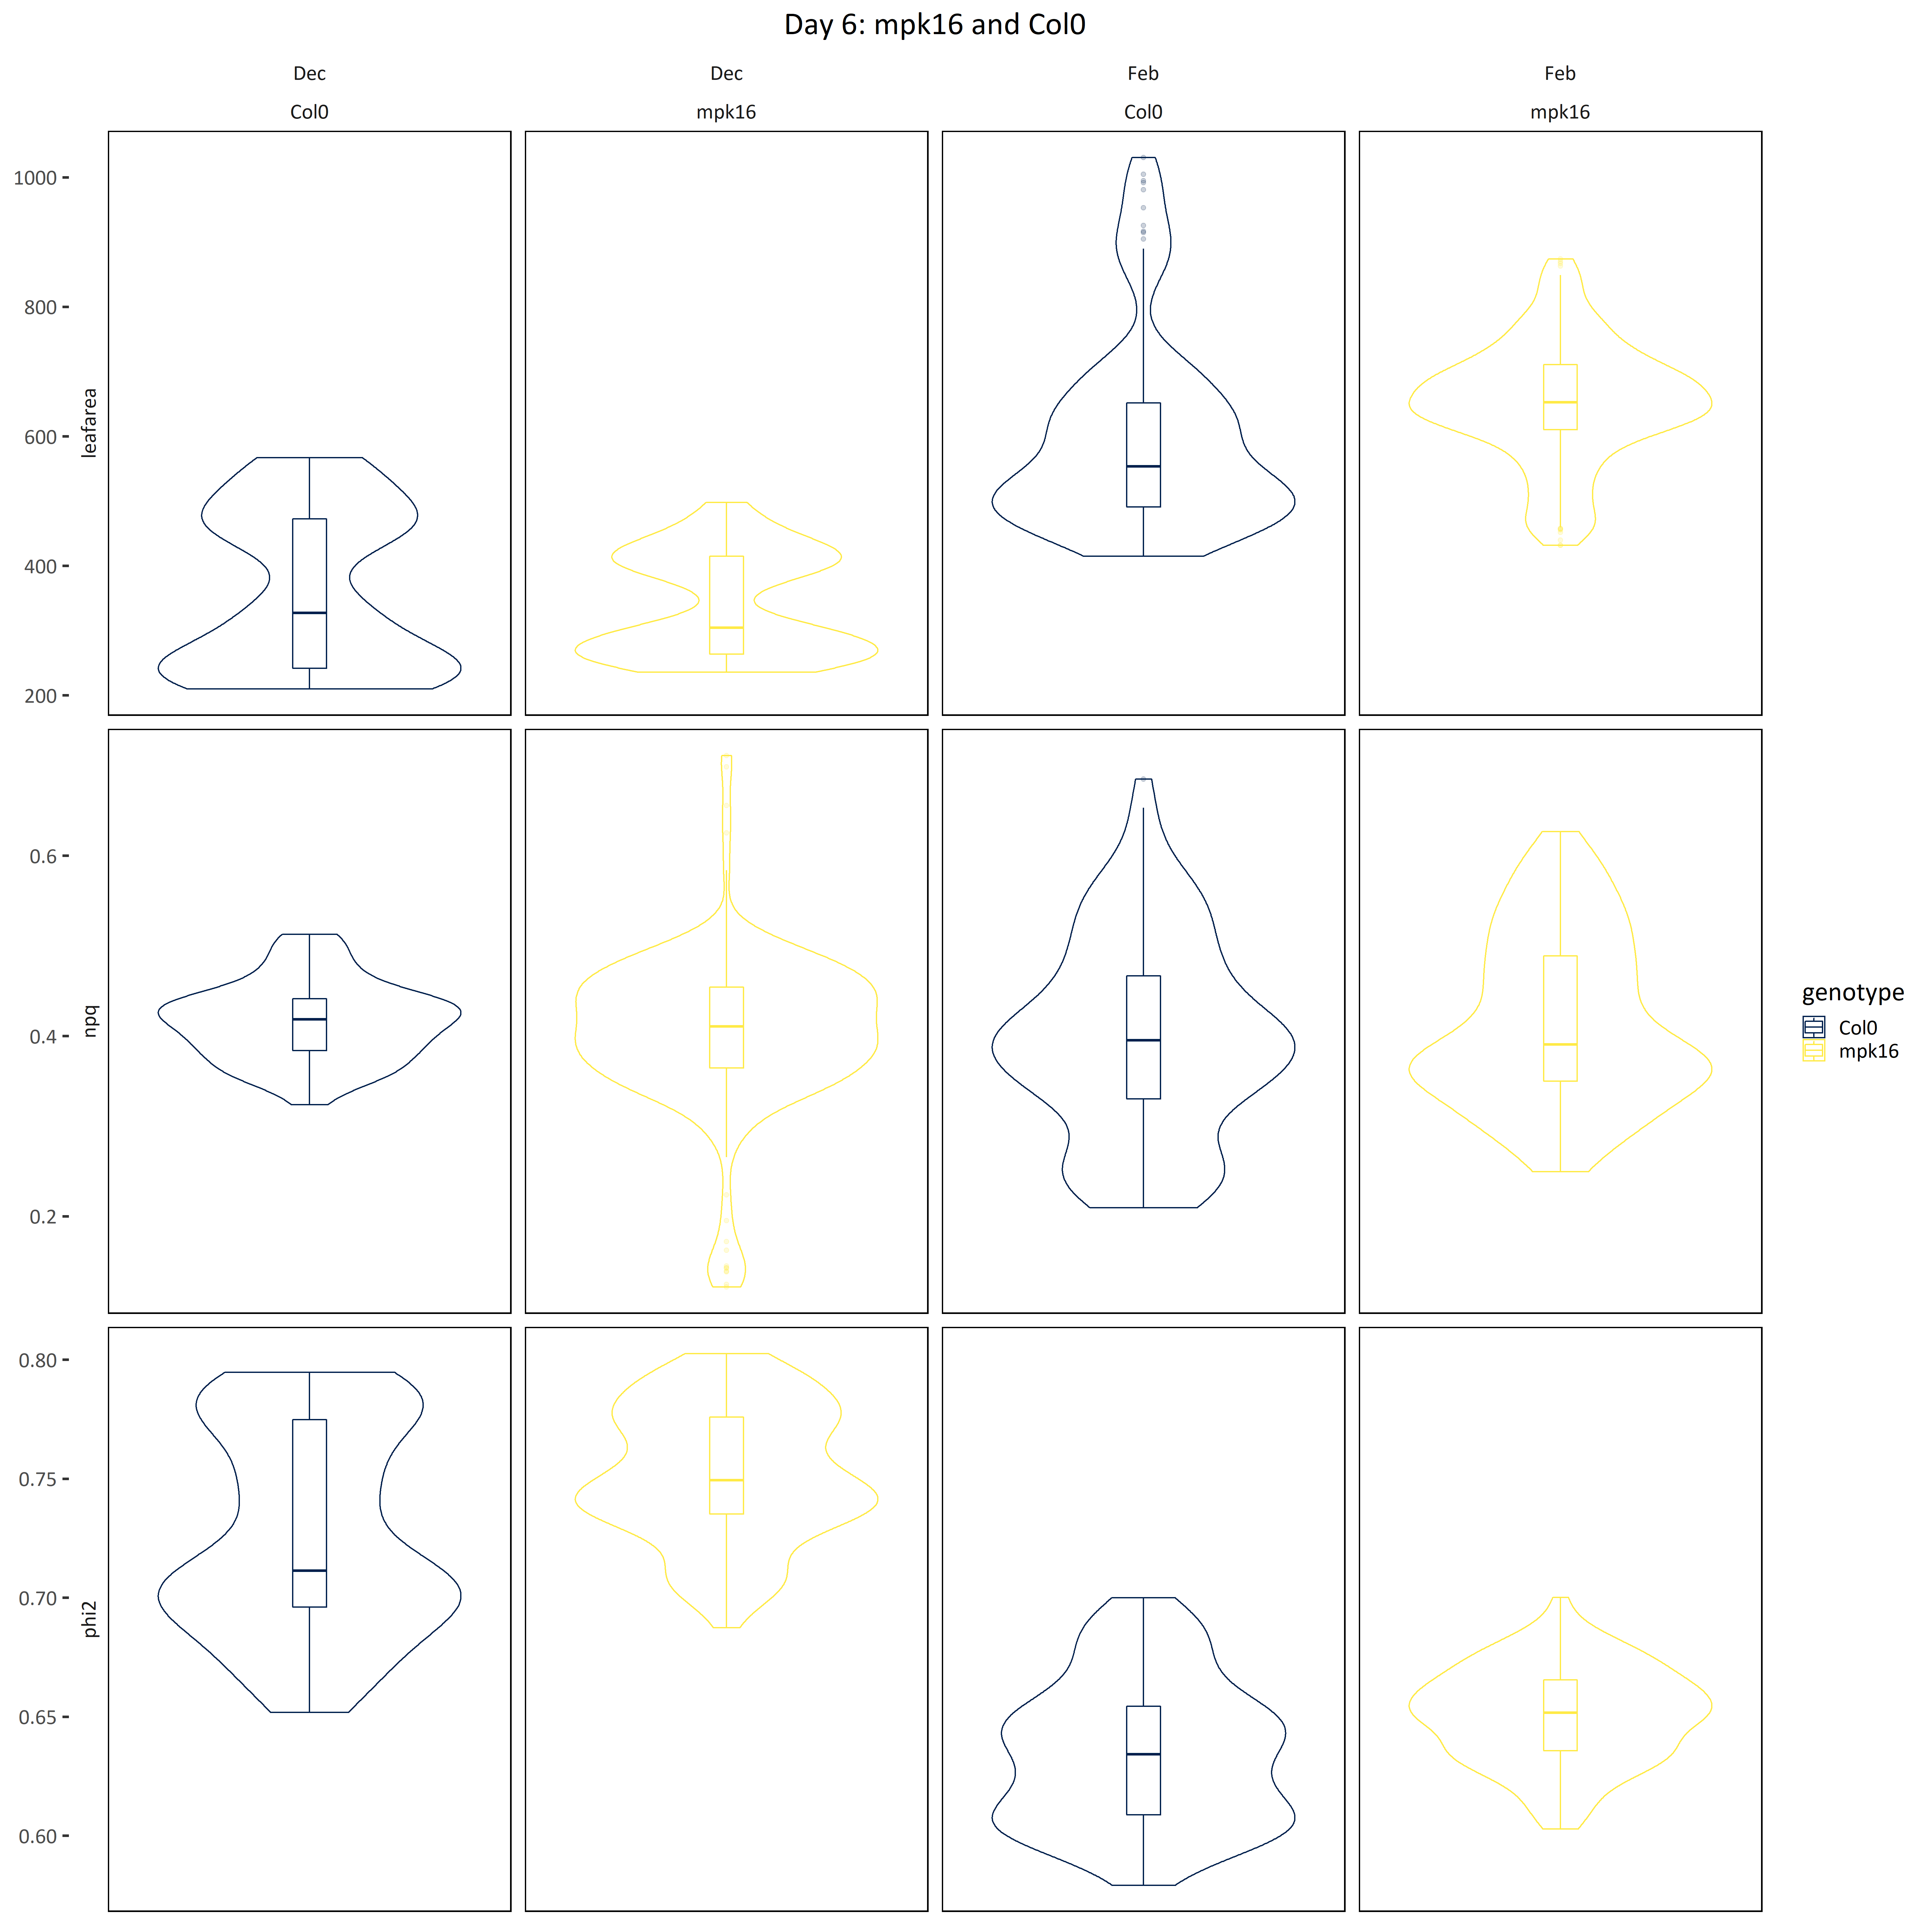 Day 6: mpk16 and Col0
Dec Dec Feb Feb
Col0 mpk16 Col0 mpk16
leafarea
1000
800
600
400
200
npq
0.6
0.4
0.2
phi2
0.80
0.75
0.70
0.65
0.60
genotype
Col0
mpk16